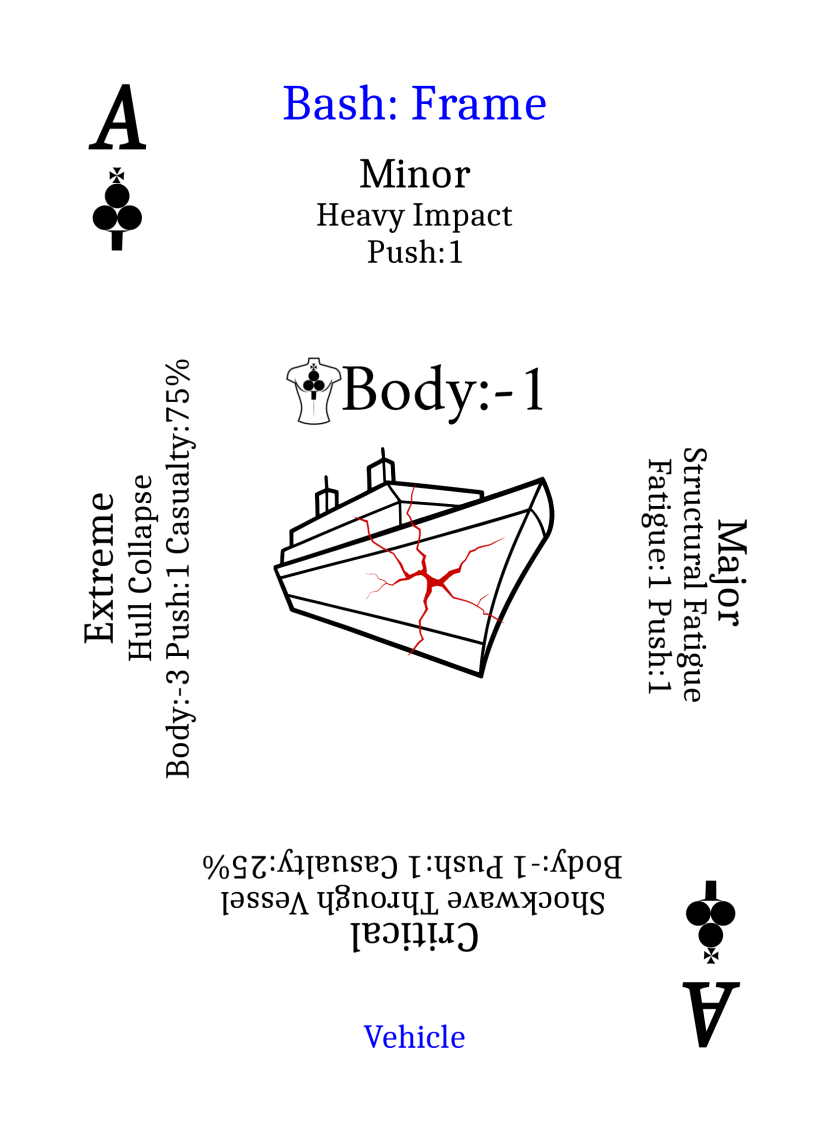 A
Bash: Frame
Minor
Heavy Impact
Push:1
Body:-1
Extreme
Hull Collapse
Body:-3 Push:1 Casualty:75%
Major
Structural Fatigue
Fatigue:1 Push:1
Critical
Shockwave Through Vessel
Body:-1 Push:1 Casualty:25%
A
Vehicle